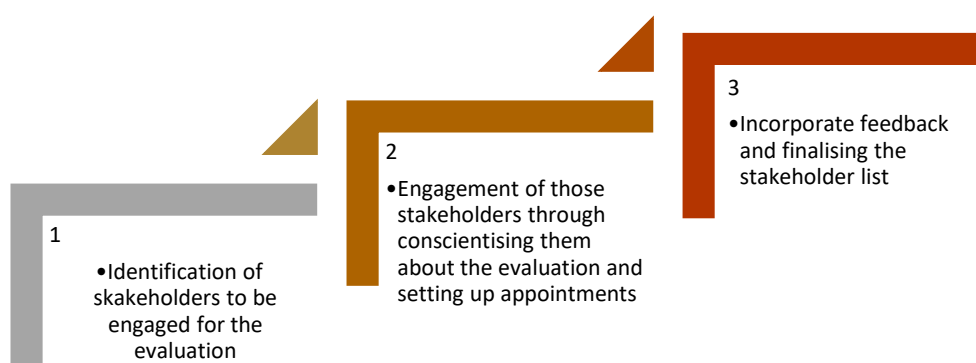 1
•Identification of
skakeholders to be
engaged for the
evaluation
2
•Engagement of those
stakeholders through
conscientising them
about the evaluation and
setting up appointments
3
•Incorporate feedback
and finalising the
stakeholder list